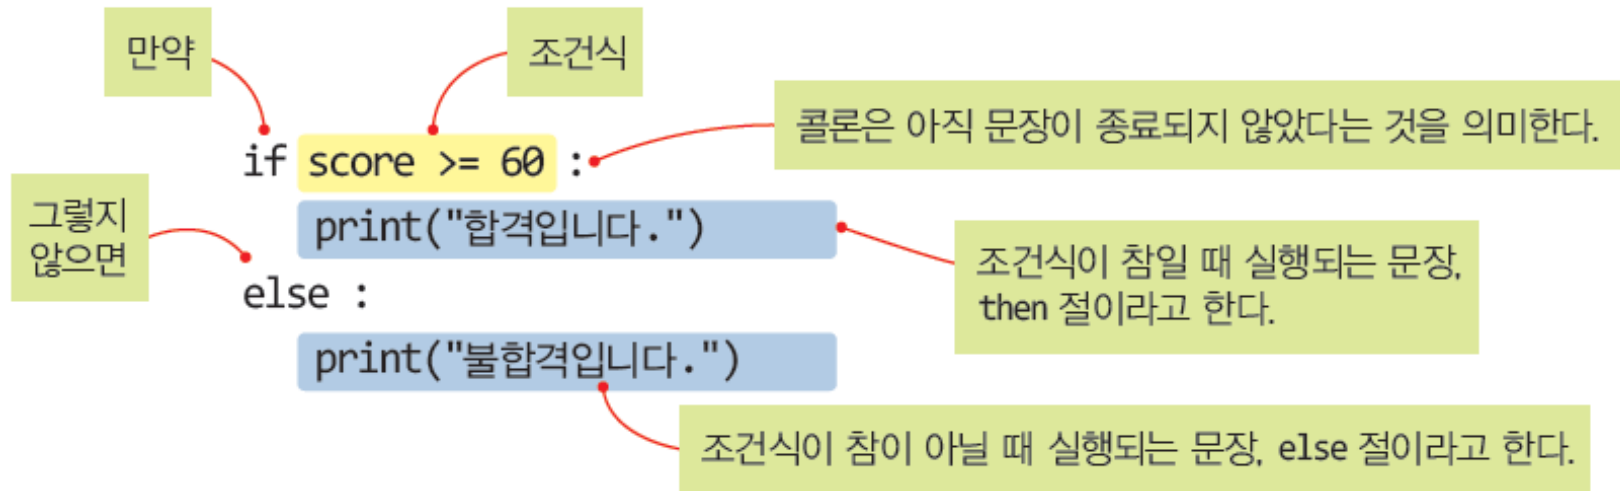 만약
조건식
콜론은 아직 문장이 종료되지 않았다는 것을 의미한다.
if score >= 60 :
그렇지
않으면
print("합격입니다.")
조건식이 참일 때 실행되는 문장,
then 절이라고 한다.
else :
print("불합격입니다.")
조건식이 참이 아닐 때 실행되는 문장, else 절이라고 한다.